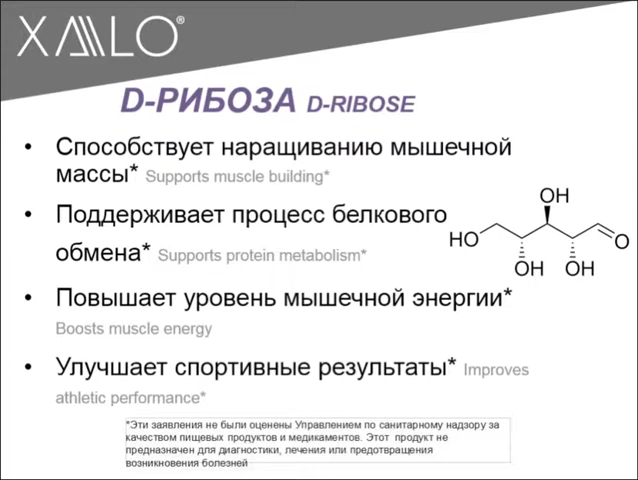 XΛΛLO®
D-РИБОЗА D-RIBOSE
• Способствует наращиванию мышечной
массы* Supports muscle building*
• Поддерживает процесс белкового
обмена* Supports protein metabolism*
• Повышает уровень мышечной энергии*
Boosts muscle energy
• Улучшает спортивные результаты* Improves
athletic performance*
OH
HO
O
OH OH
*Эти заявления не были оценены Управлением по санитарному надзору за
качеством пищевых продуктов и медикаментов. Этот продукт не
предназначен для диагностики, лечения или предотвращения
возникновения болезней